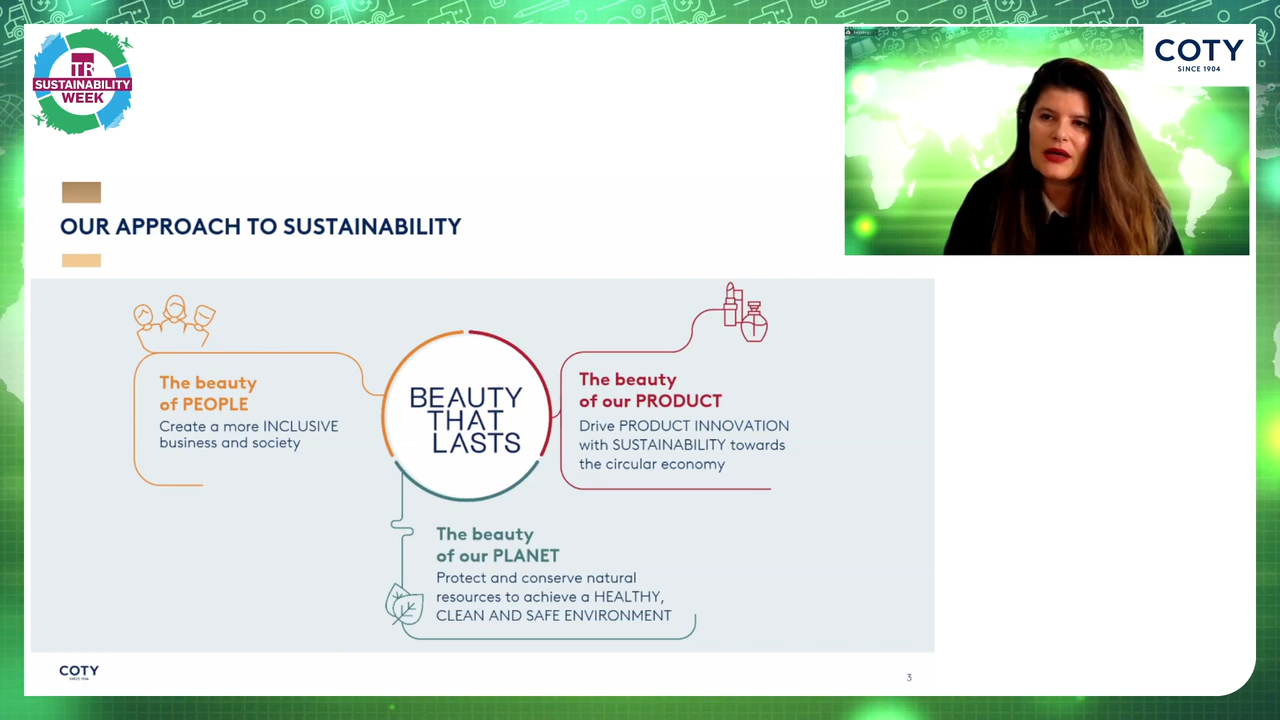 TR
SUSTAINABILITY
WEEK
COTY
SINCE 1904
OUR APPROACH TO SUSTAINABILITY
The beauty
of PEOPLE
Create a more INCLUSIVE
business and society
BEAUTY
THAT
LASTS
The beauty
of our PRODUCT
Drive PRODUCT INNOVATION
with SUSTAINABILITY towards
the circular economy
The beauty
of our PLANET
Protect and conserve natural
resources to achieve a HEALTHY,
CLEAN AND SAFE ENVIRONMENT
COTY
SINCE 1904
3